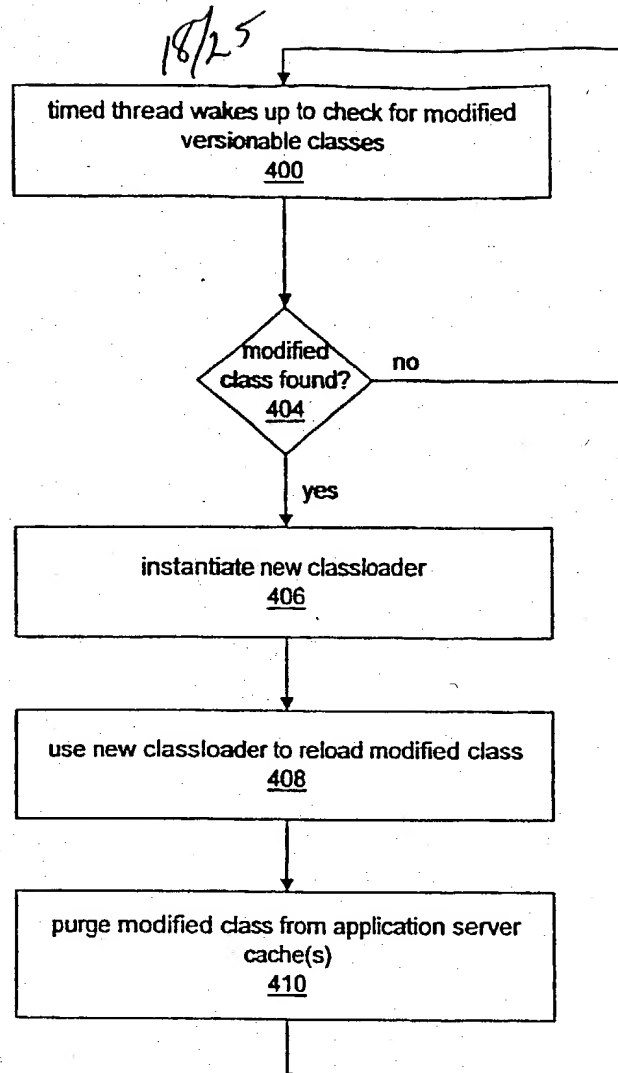 18/25
timed thread wakes up to check for modified
versionable classes
400
modified
class found?
404
no
yes
instantiate new classloader
406
use new classloader to reload modified class
408
purge modified class from application server
cache(s)
410